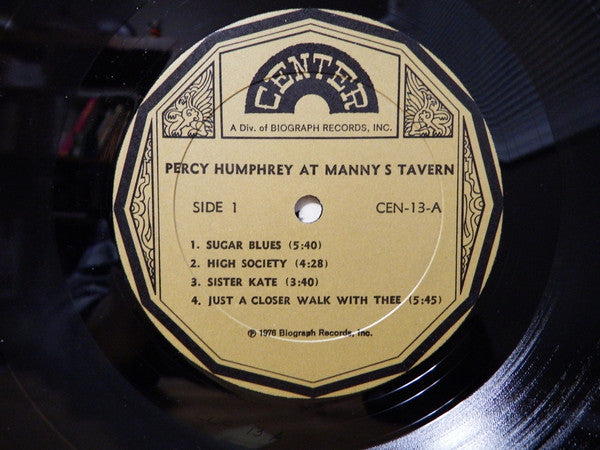 CENTER
A Div. of BIOGRAPH RECORDS, INC.
PERCY HUMPHREY AT MANNY S TAVERN
SIDE 1 CEN-13-A
1. SUGAR BLUES (5:40)
2. HIGH SOCIETY (4:28)
3. SISTER KATE (3:40)
4. JUST A CLOSER WALK WITH THEE (5:45)
℗ 1976 Biograph Records, Inc.